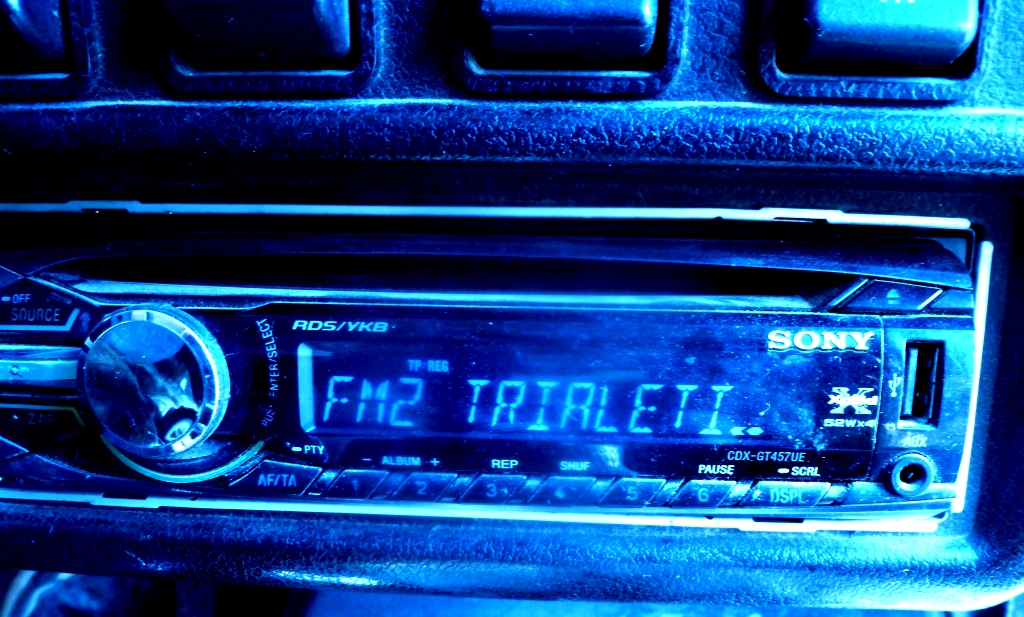 OFF
SOURCE
PUSH ENTER/SELECT
RDS/YKB
SONY
TP REG
FM2 TRIALETI
Xplod
52Wx4
AUX
PTY
CDX-GT457UE
- ALBUM + REP SHUF PAUSE SCRL
AF/TA 1 2 3 4 5 6 DSPL